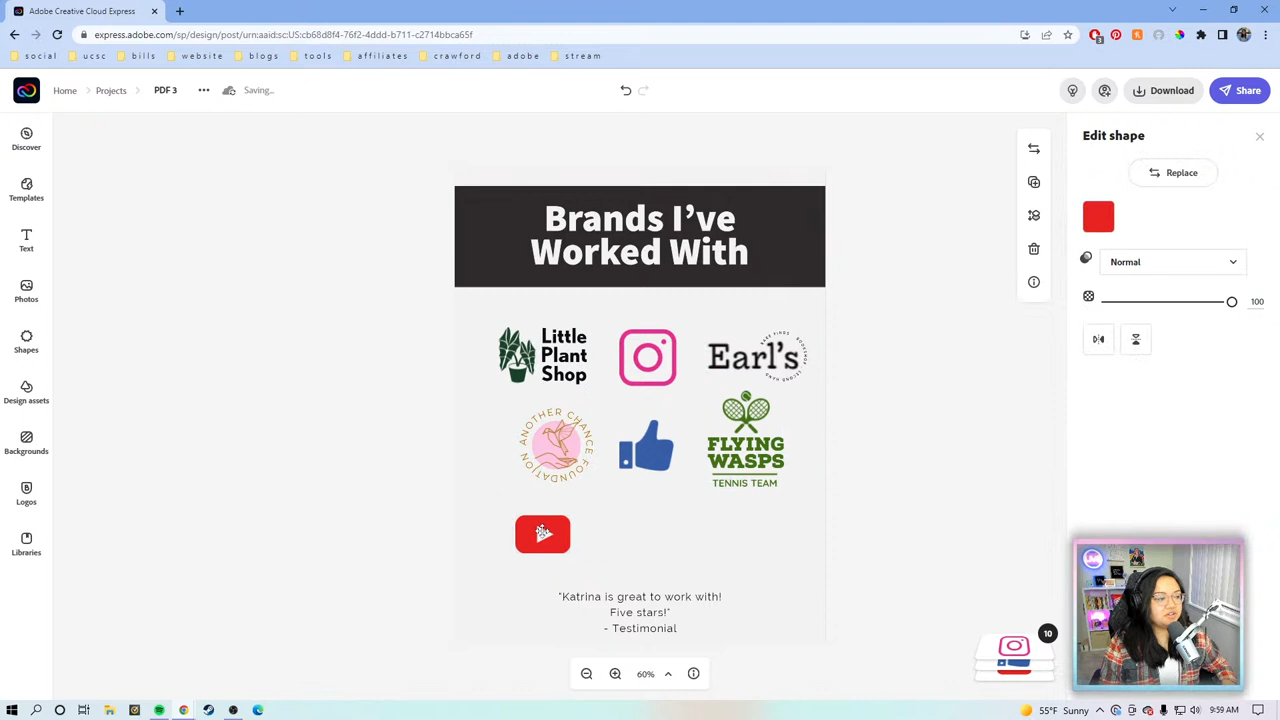 Adobe Creative Cloud Express
express.adobe.com/sp/design/post/urn:aaid:sc:US:cb68d8f4-76f2-4ddd-b711-c2714bbca65f
social
ucsc
bills
website
blogs
tools
affiliates
crawford
adobe
stream
Home
Projects
PDF 3
Saving...
Download
Share
Discover
Templates
Text
Photos
Shapes
Design assets
Backgrounds
Logos
Libraries
Brands I've
Worked With
Little
Plant
Shop
Earl's
ANOTHER CHANCE FOUNDATION
FLYING
WASPS
TENNIS TEAM
"Katrina is great to work with!
Five stars!"
- Testimonial
60%
Edit shape
Replace
Normal
100
10
55°F Sunny
9:59 AM